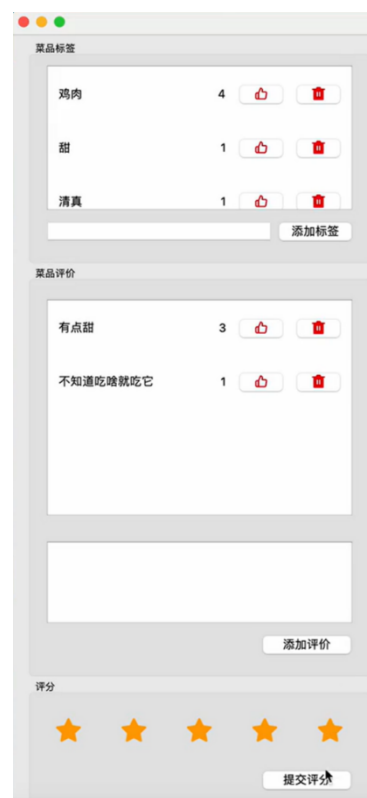 菜品标签
鸡肉 4
甜 1
清真 1
添加标签
菜品评价
有点甜 3
不知道吃啥就吃它 1
添加评价
评分
提交评分